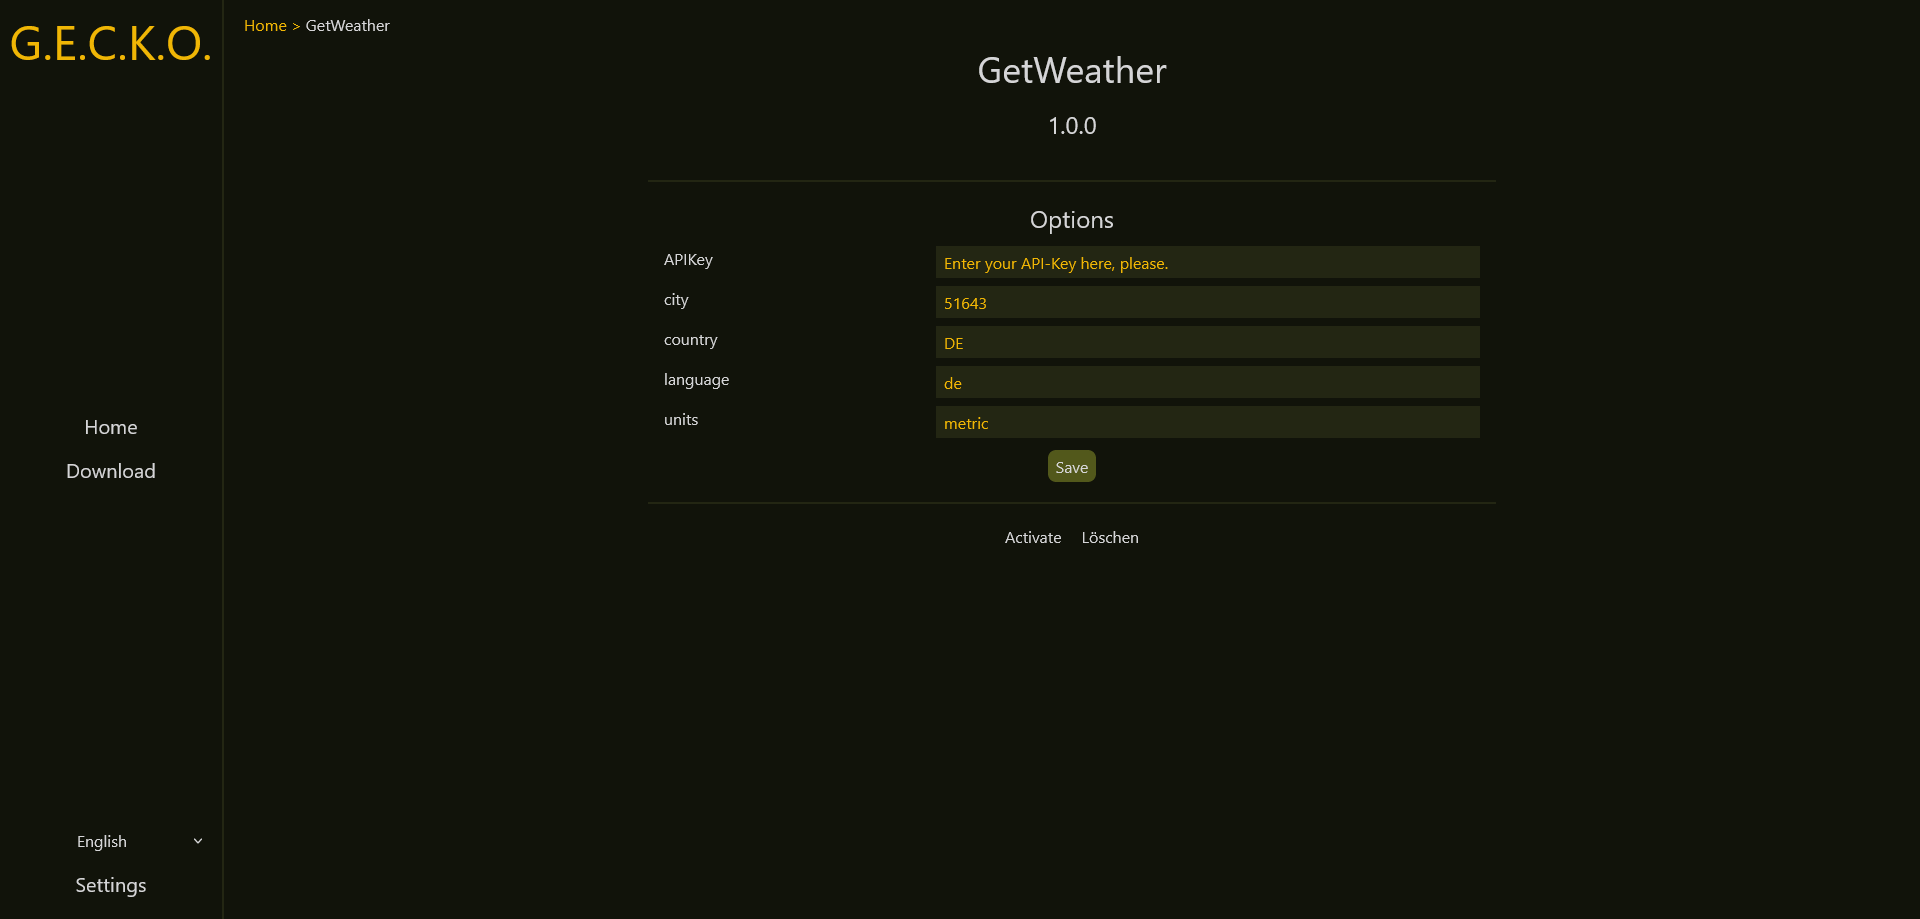 G.E.C.K.O.
Home
Download
English
Settings
Home > GetWeather
GetWeather
1.0.0
Options
APIKey Enter your API-Key here, please.
city 51643
country DE
language de
units metric
Save
Activate Löschen